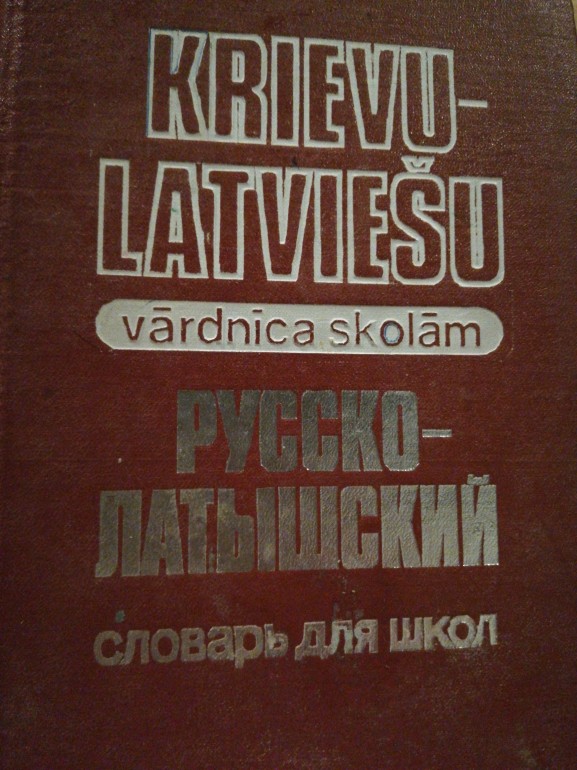 KRIEVU-
LATVIEŠU
vārdnīca skolām
РУССКО-
ЛАТЫШСКИЙ
словарь для школ